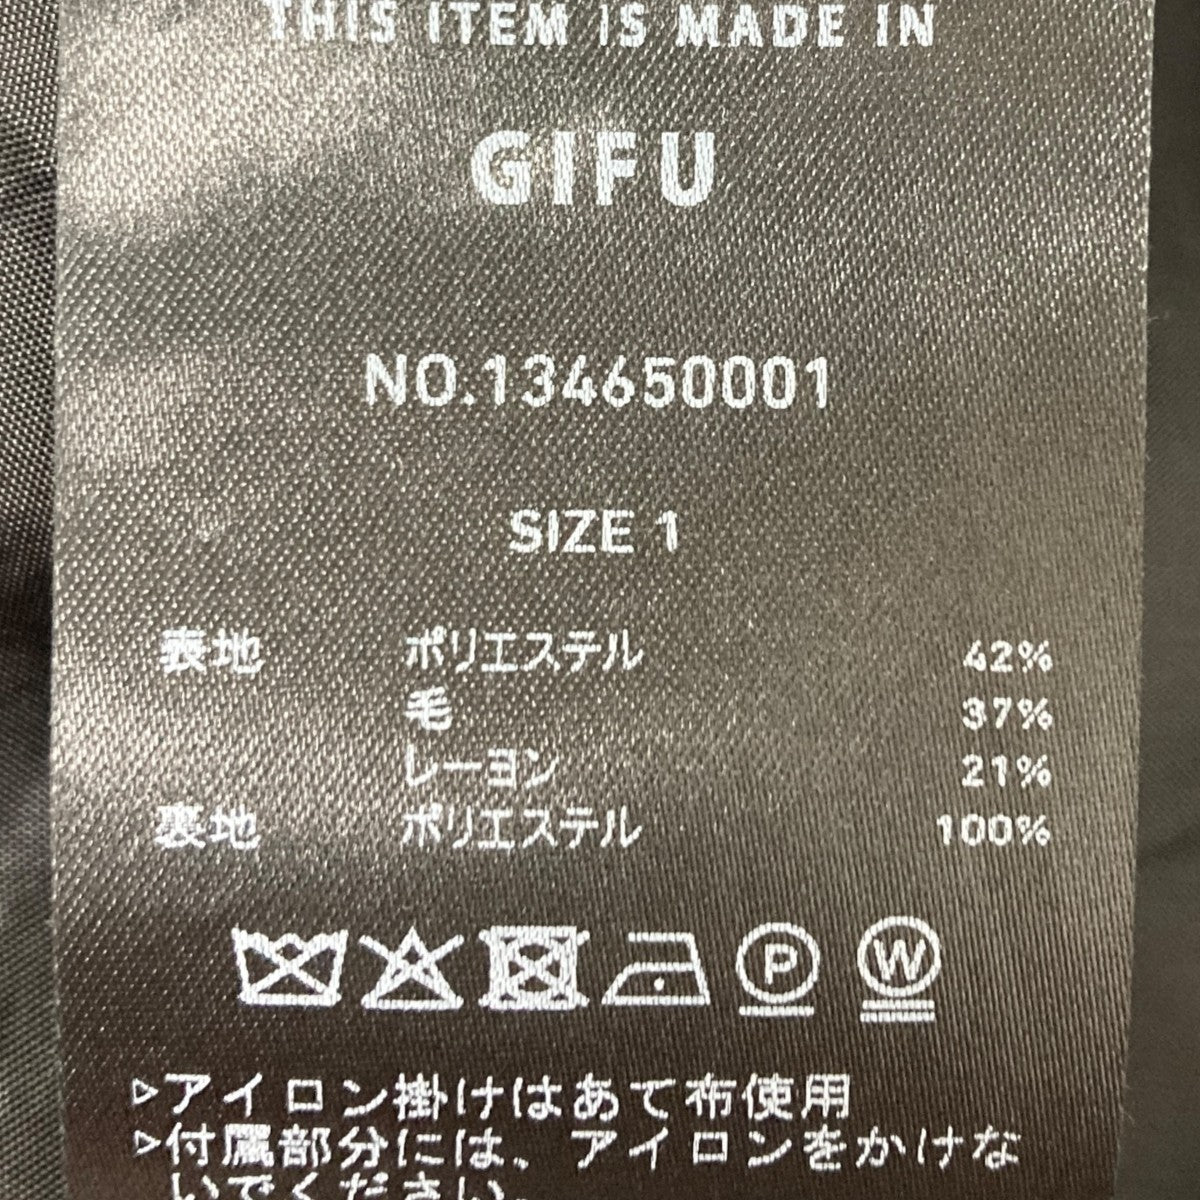 THIS ITEM IS MADE IN
GIFU
NO.134650001
SIZE 1
表地 ポリエステル 42%
毛 37%
レーヨン 21%
裏地 ポリエステル 100%
P W
▷アイロン掛けはあて布使用
▷付属部分には、アイロンをかけな
いでください。